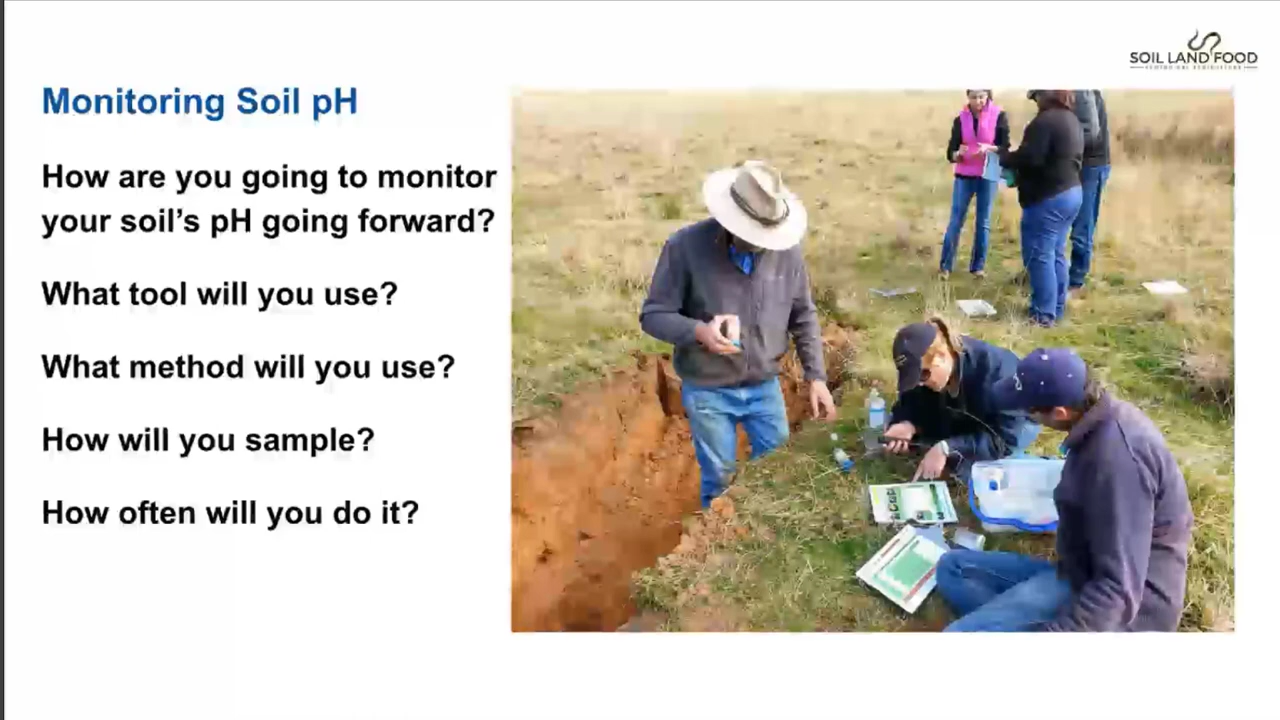 SOIL LAND FOOD
Monitoring Soil pH
How are you going to monitor
your soil’s pH going forward?
What tool will you use?
What method will you use?
How will you sample?
How often will you do it?